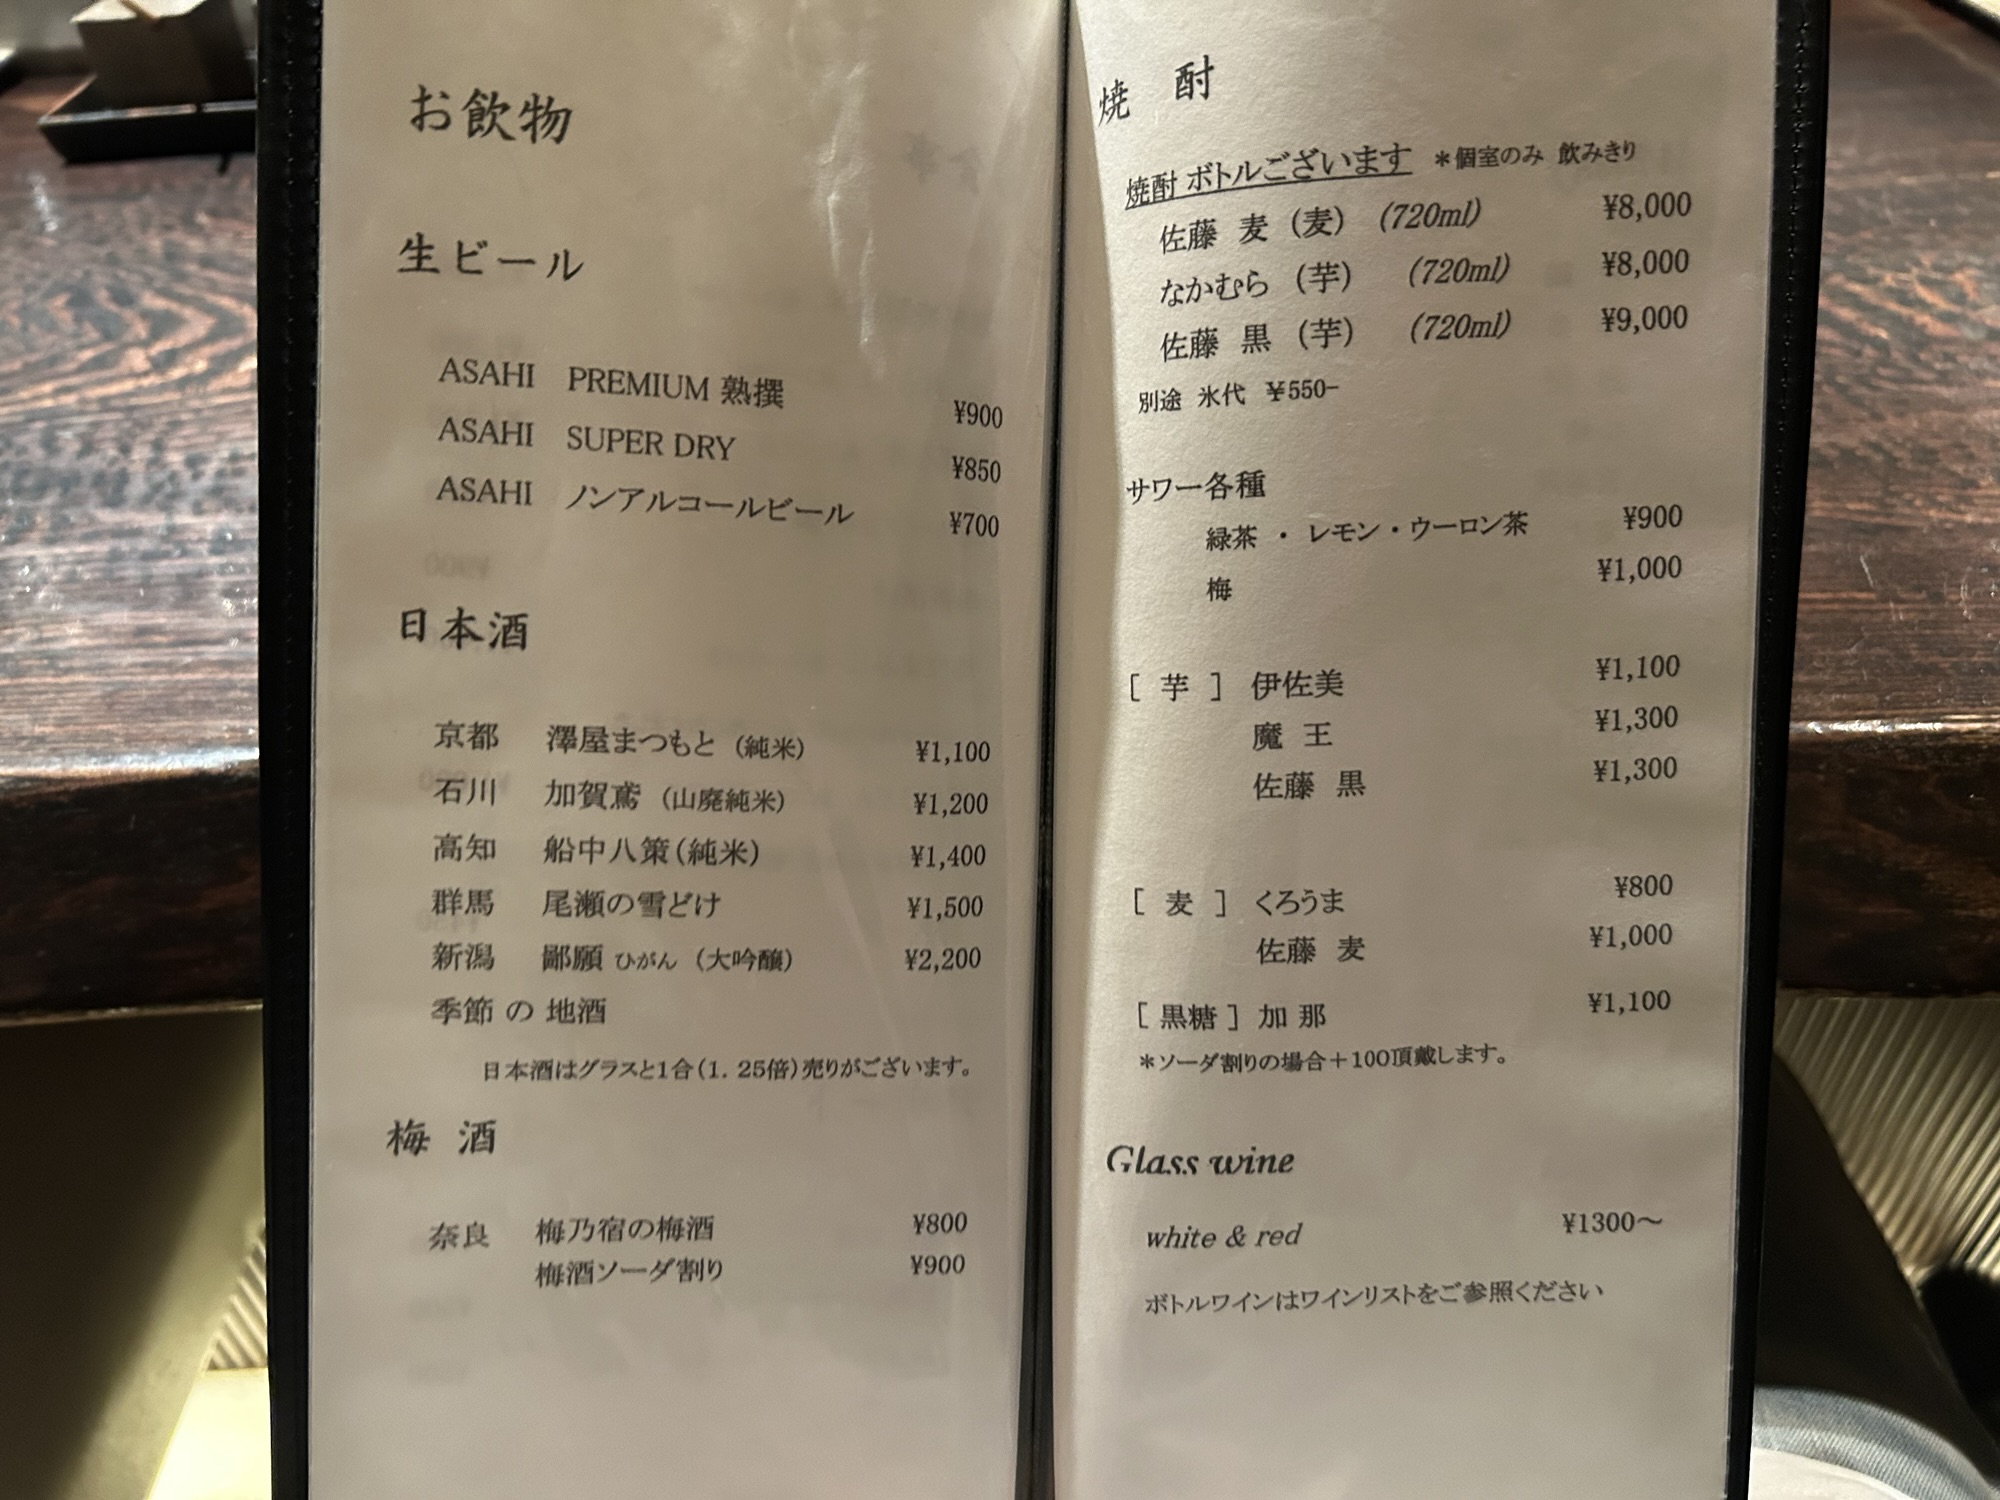 お飲物
生ビール
ASAHI PREMIUM 熟撰 ¥900
ASAHI SUPER DRY ¥850
ASAHI ノンアルコールビール ¥700
日本酒
京都 澤屋まつもと (純米) ¥1,100
石川 加賀鳶 (山廃純米) ¥1,200
高知 船中八策(純米) ¥1,400
群馬 尾瀬の雪どけ ¥1,500
新潟 鄙願 ひがん (大吟醸) ¥2,200
季節 の 地酒
日本酒はグラスと1合(1.25倍)売りがございます。
梅 酒
奈良 梅乃宿の梅酒 ¥800
梅酒ソーダ割り ¥900
焼 酎
焼酎 ボトルございます *個室のみ 飲みきり
佐藤 麦 (麦) (720ml) ¥8,000
なかむら (芋) (720ml) ¥8,000
佐藤 黒 (芋) (720ml) ¥9,000
別途 氷代 ¥550-
サワー各種
緑茶 ・ レモン・ウーロン茶 ¥900
梅 ¥1,000
[ 芋 ] 伊佐美 ¥1,100
魔 王 ¥1,300
佐藤 黒 ¥1,300
[ 麦 ] くろうま ¥800
佐藤 麦 ¥1,000
[ 黒糖 ] 加 那 ¥1,100
*ソーダ割りの場合+100頂戴します。
Glass wine
white & red ¥1300～
ボトルワインはワインリストをご参照ください